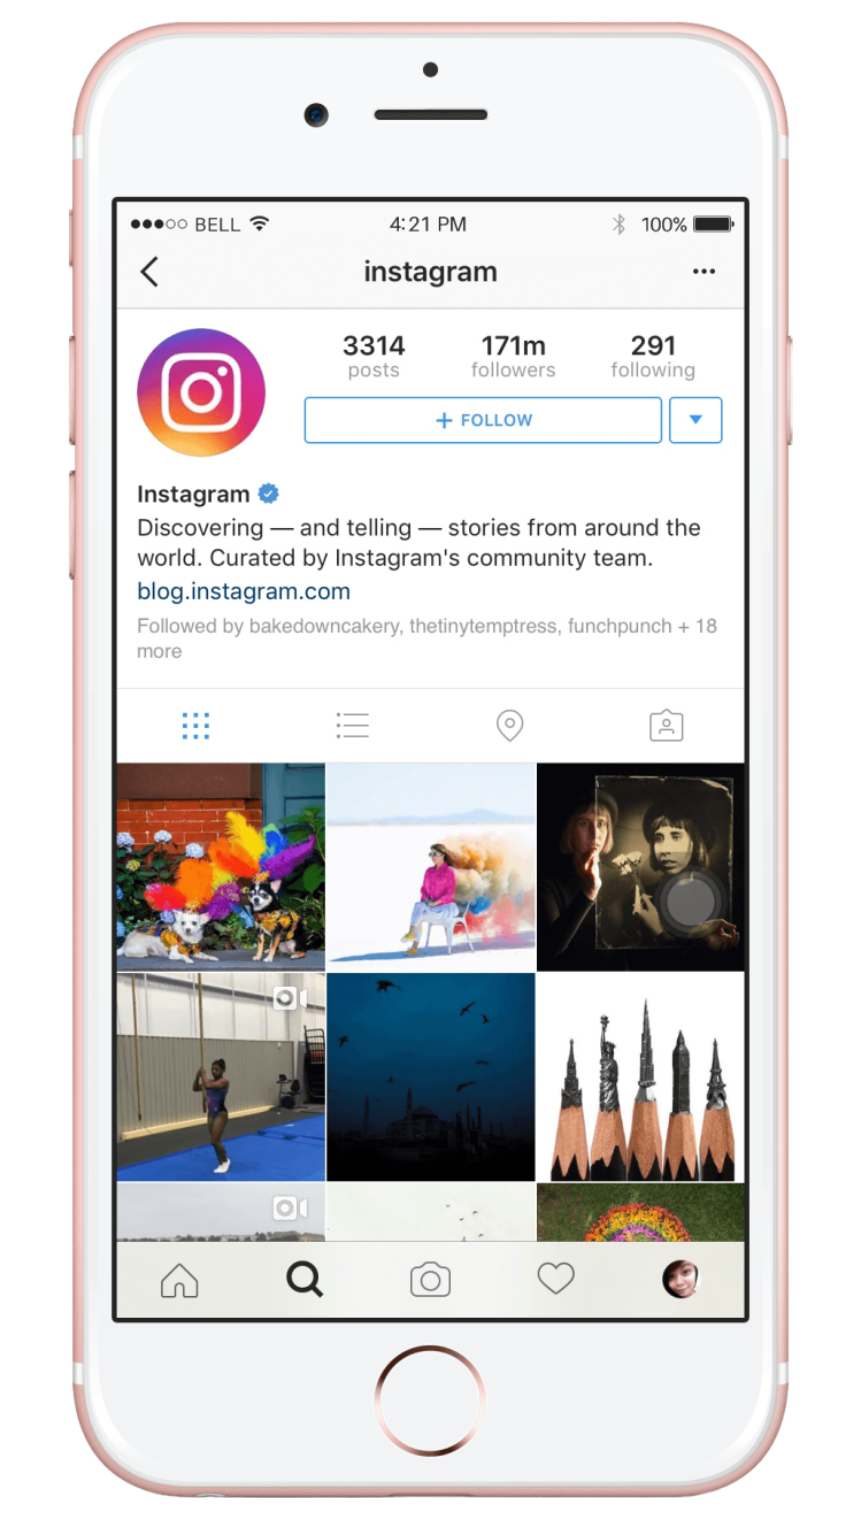 BELL 4:21 PM 100%
instagram
3314 171m 291
posts followers following
+ FOLLOW
Instagram
Discovering — and telling — stories from around the
world. Curated by Instagram's community team.
blog.instagram.com
Followed by bakedowncakery, thetinytemptress, funchpunch + 18
more